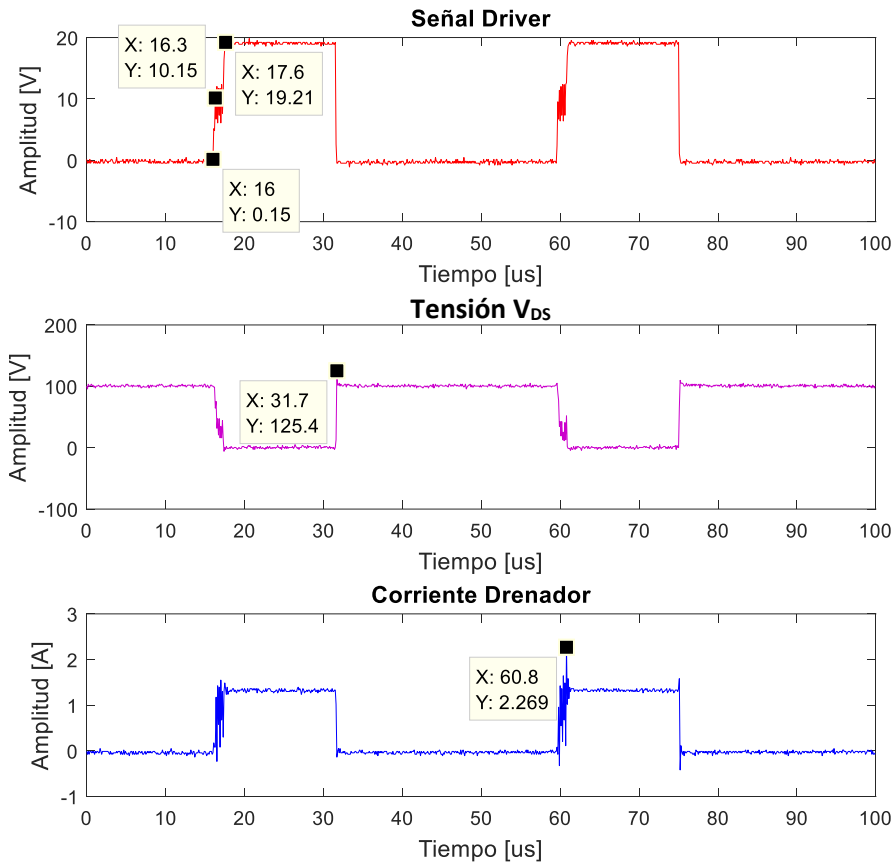 Señal Driver
Amplitud [V]
20
10
0
-10
X: 16.3
Y: 10.15
X: 17.6
Y: 19.21
X: 16
Y: 0.15
0 10 20 30 40 50 60 70 80 90 100
Tiempo [us]
Tensión VDS
Amplitud [V]
200
100
0
-100
X: 31.7
Y: 125.4
0 10 20 30 40 50 60 70 80 90 100
Tiempo [us]
Corriente Drenador
Amplitud [A]
3
2
1
0
-1
X: 60.8
Y: 2.269
0 10 20 30 40 50 60 70 80 90 100
Tiempo [us]